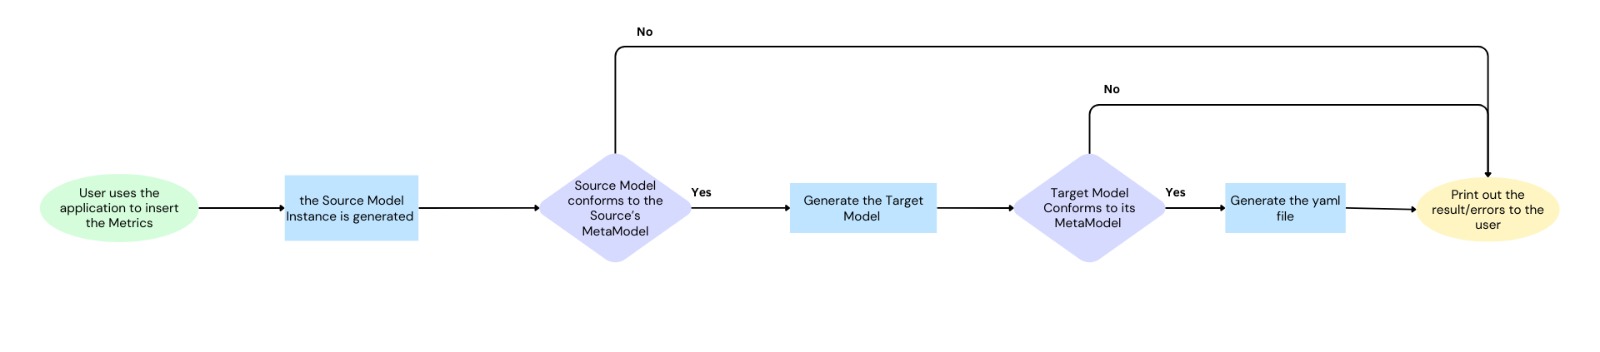 No
No
User uses the
application to insert
the Metrics
the Source Model
Instance is generated
Source Model
conforms to the
Source's
MetaModel
Yes
Generate the Target
Model
Target Model
Conforms to its
MetaModel
Yes
Generate the yaml
file
Print out the
result/errors to the
user